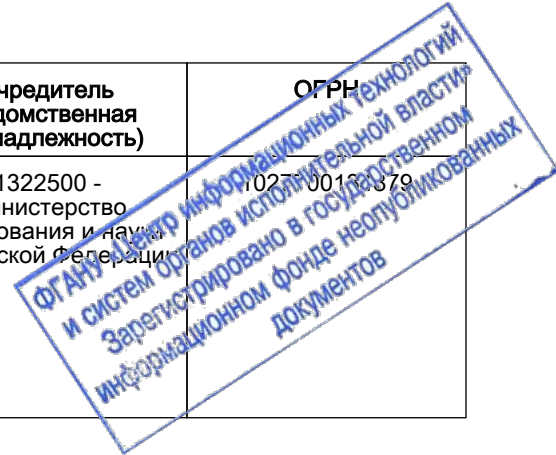 чредитель
домственная
надлежность)
ОГРН
1322500 -
нистерство
ования и науки
ской Федерации
ФГАНУ «Центр информационных технологий
и систем органов исполнительной власти»
Зарегистрировано в государственном
информационном фонде неопубликованных
документов